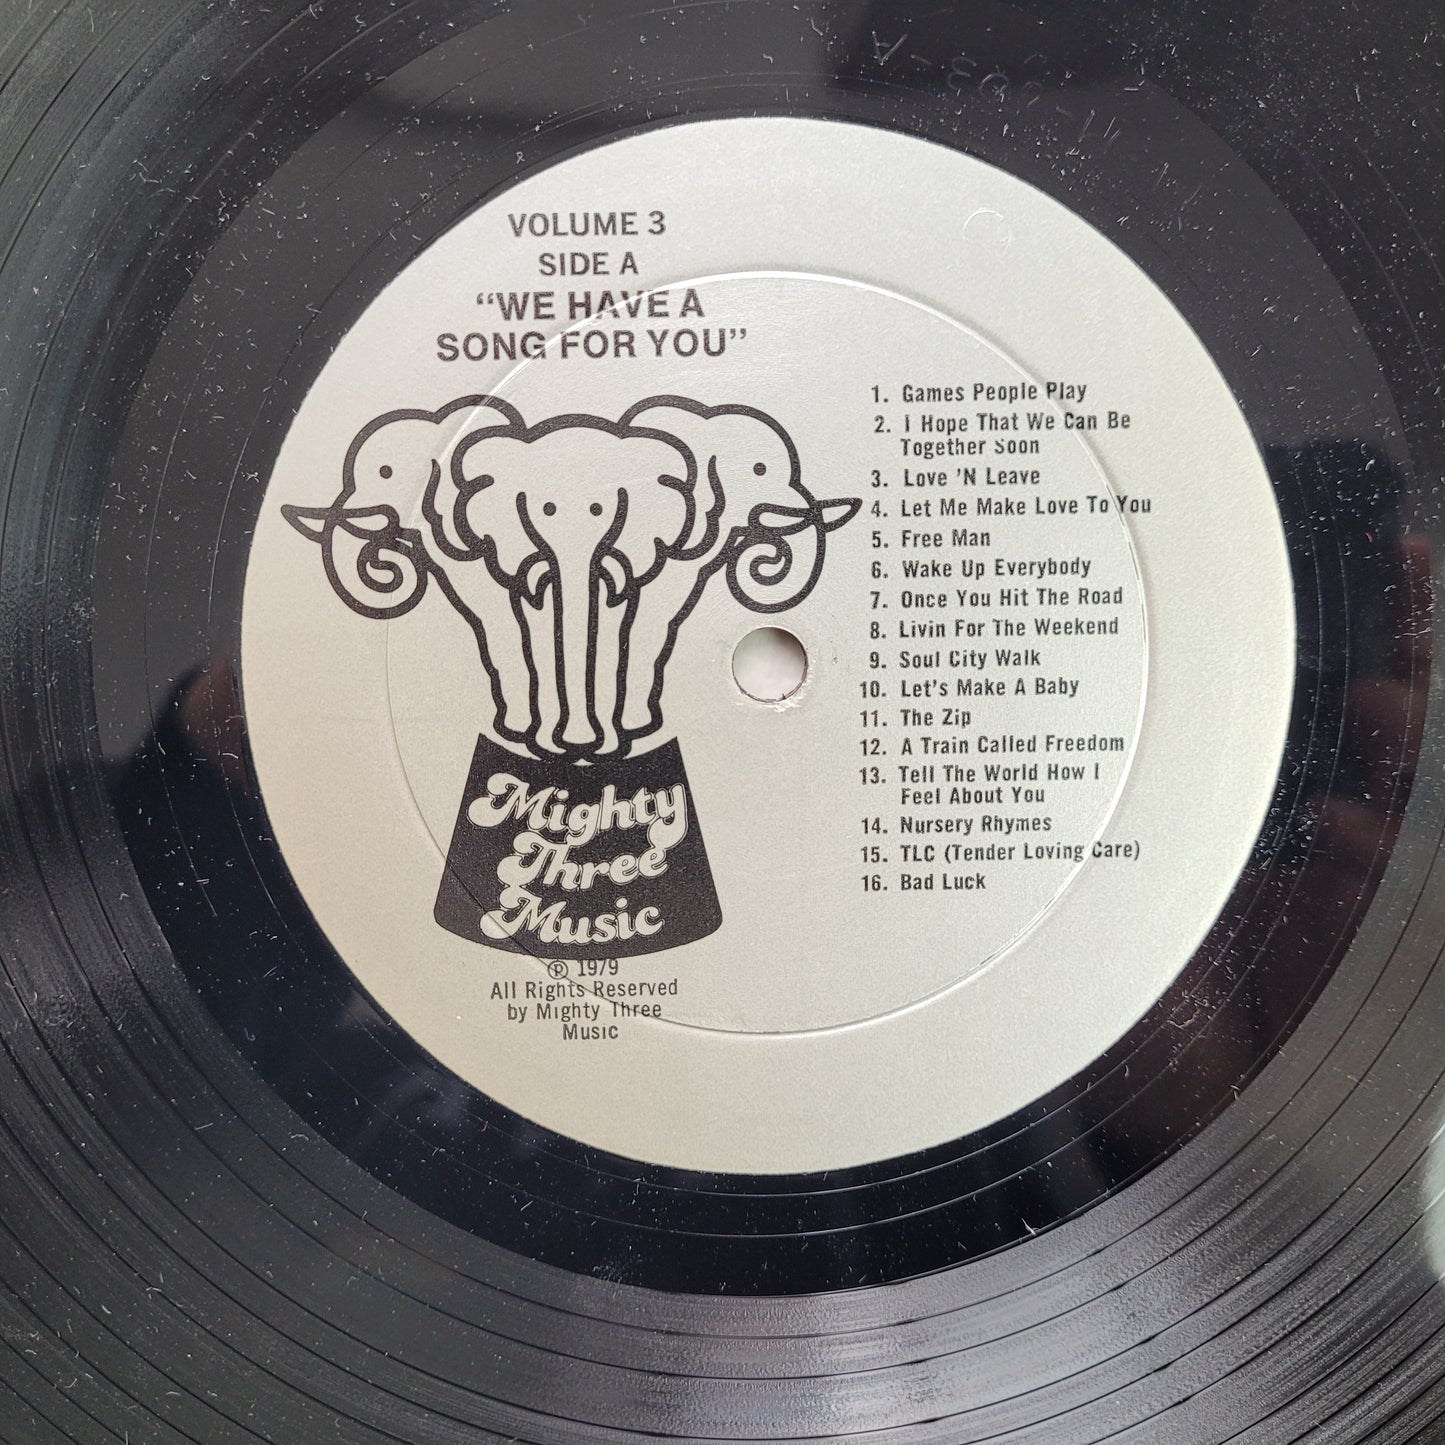 VOLUME 3
SIDE A
“WE HAVE A
SONG FOR YOU”
1. Games People Play
2. I Hope That We Can Be
Together Soon
3. Love ’N Leave
4. Let Me Make Love To You
5. Free Man
6. Wake Up Everybody
7. Once You Hit The Road
8. Livin For The Weekend
9. Soul City Walk
10. Let’s Make A Baby
11. The Zip
12. A Train Called Freedom
13. Tell The World How I
Feel About You
14. Nursery Rhymes
15. TLC (Tender Loving Care)
16. Bad Luck
Mighty
Three
Music
℗ 1979
All Rights Reserved
by Mighty Three
Music